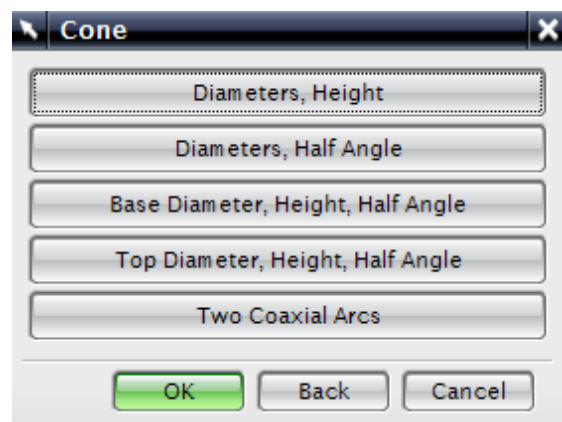 Cone
Diameters, Height
Diameters, Half Angle
Base Diameter, Height, Half Angle
Top Diameter, Height, Half Angle
Two Coaxial Arcs
OK Back Cancel